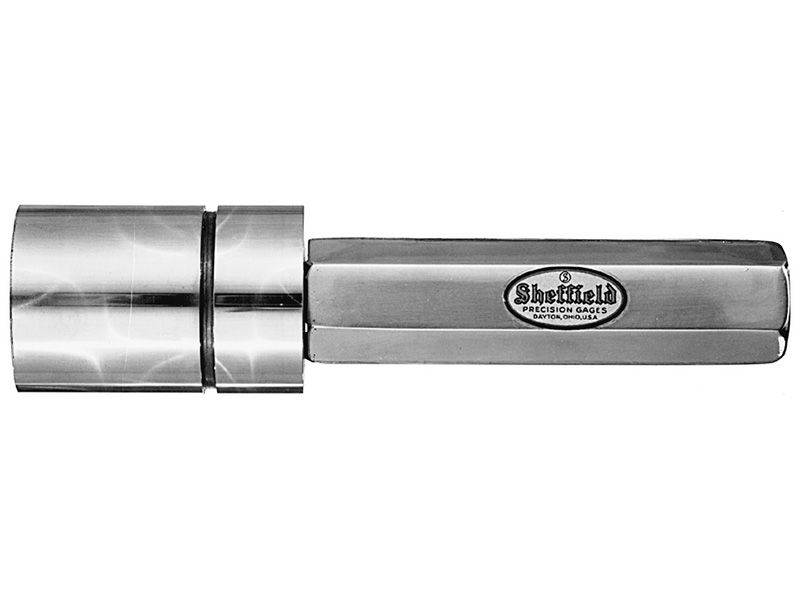 S
Sheffield
PRECISION GAGES
DAYTON, OHIO, U.S.A.